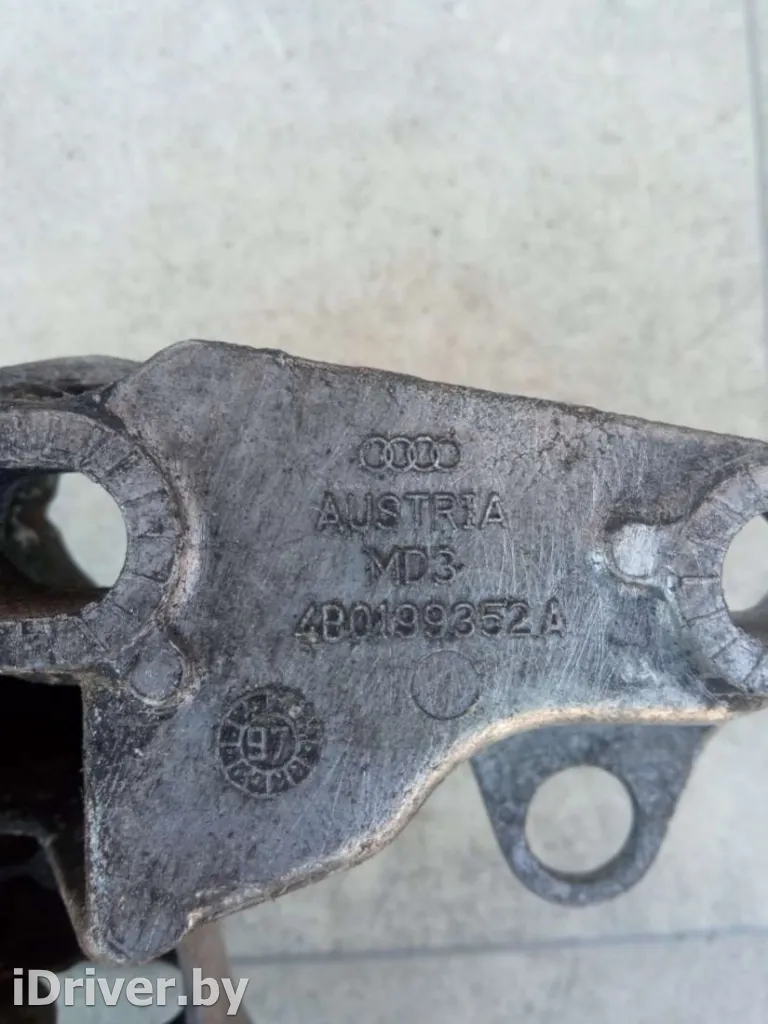 AUSTRIA
MD3
4B0199352A
97
iDriver.by